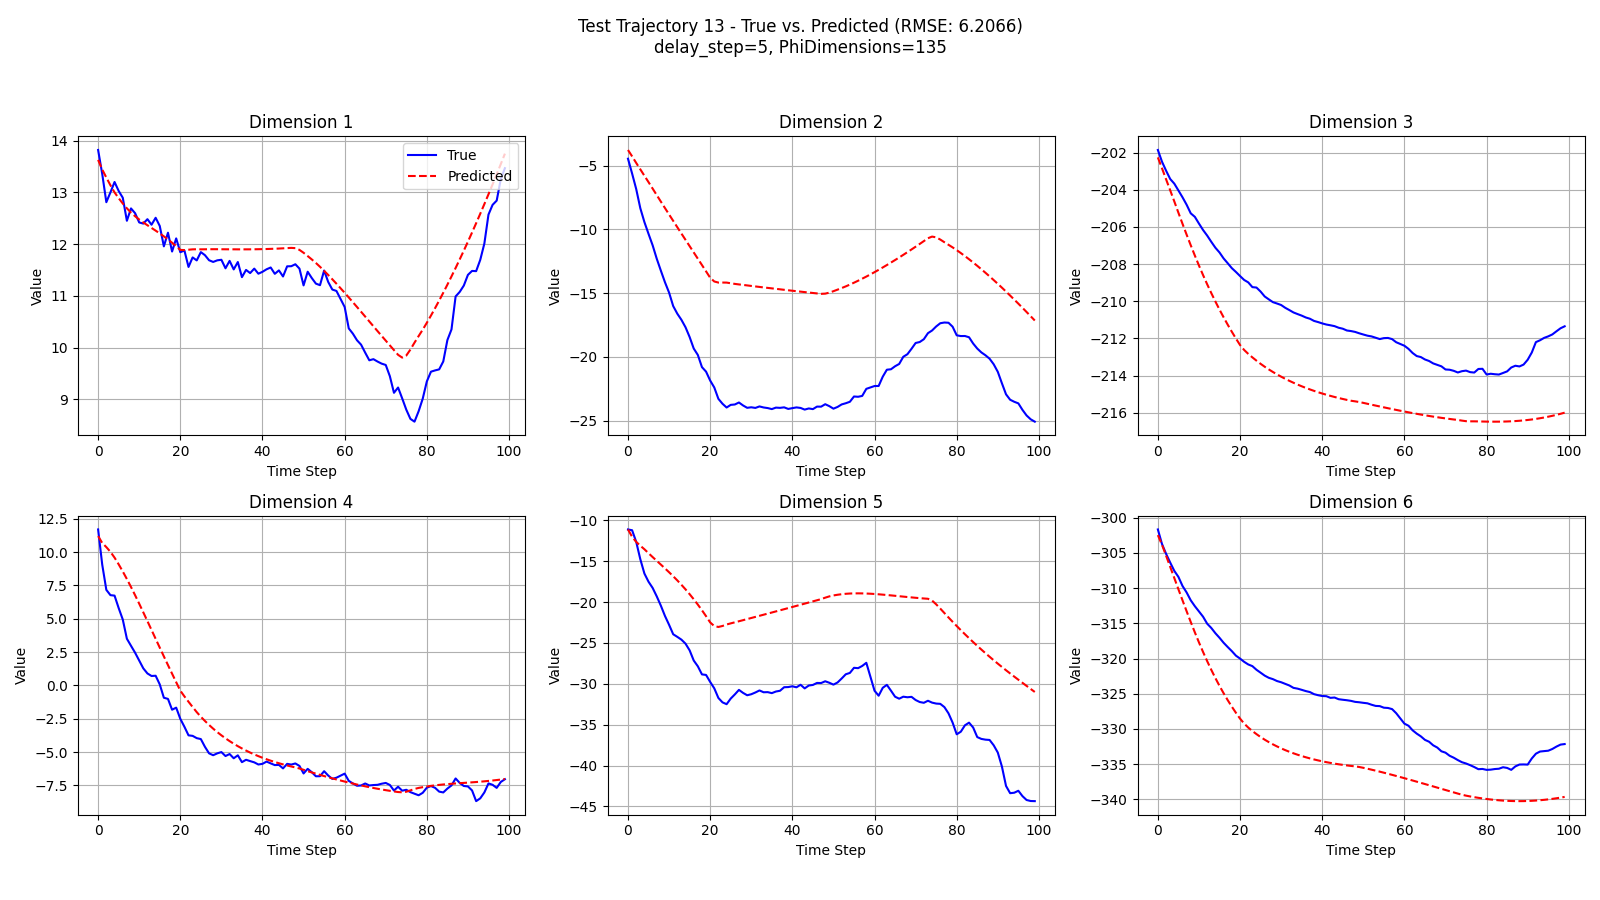 Test Trajectory 13 - True vs. Predicted (RMSE: 6.2066)
delay_step=5, PhiDimensions=135
Dimension 1
14
13
12
11
10
9
Value
0 20 40 60 80 100
Time Step
True
Predicted
Dimension 2
−5
−10
−15
−20
−25
Value
0 20 40 60 80 100
Time Step
Dimension 3
−202
−204
−206
−208
−210
−212
−214
−216
Value
0 20 40 60 80 100
Time Step
Dimension 4
12.5
10.0
7.5
5.0
2.5
0.0
−2.5
−5.0
−7.5
Value
0 20 40 60 80 100
Time Step
Dimension 5
−10
−15
−20
−25
−30
−35
−40
−45
Value
0 20 40 60 80 100
Time Step
Dimension 6
−300
−305
−310
−315
−320
−325
−330
−335
−340
Value
0 20 40 60 80 100
Time Step